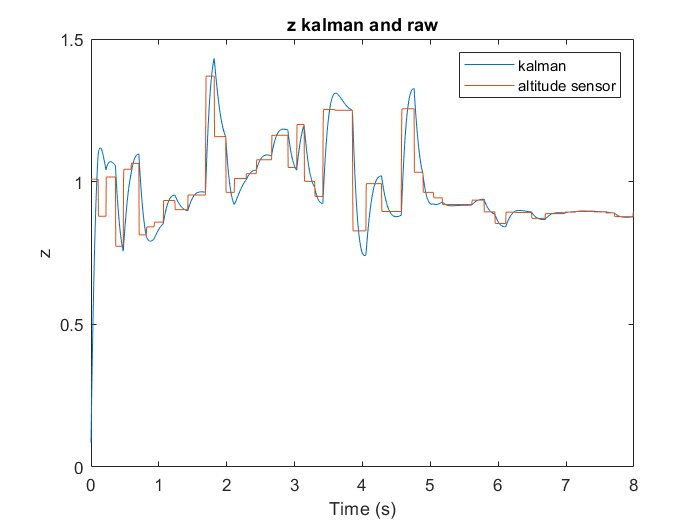 z kalman and raw
kalman
altitude sensor
1.5
1
0.5
0
z
0 1 2 3 4 5 6 7 8
Time (s)